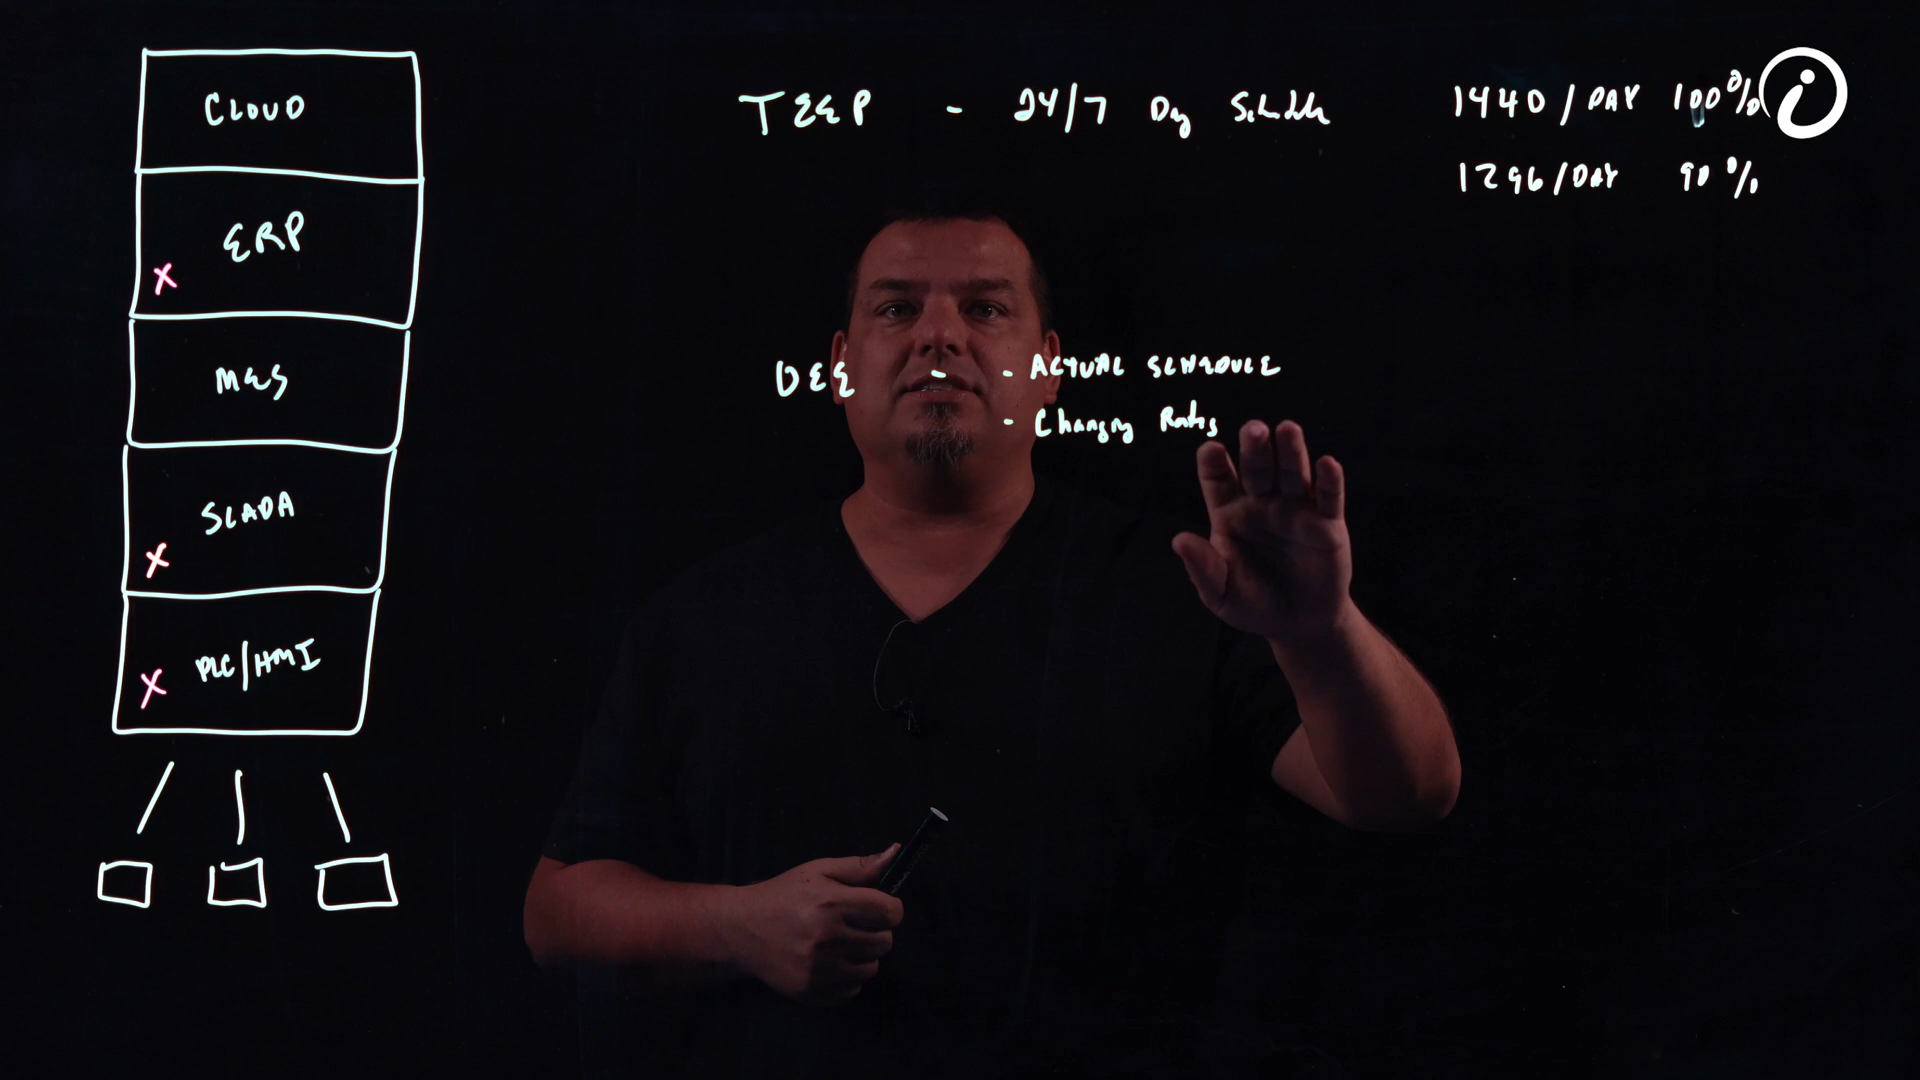 CLOUD
ERP
X
MES
SCADA
X
PLC/HMI
X
TEEP - 24/7 Day Schedule
1440/DAY 100%
1296/DAY 90%
OEE - - ACTUAL SCHEDULE
- Changing Rates
i